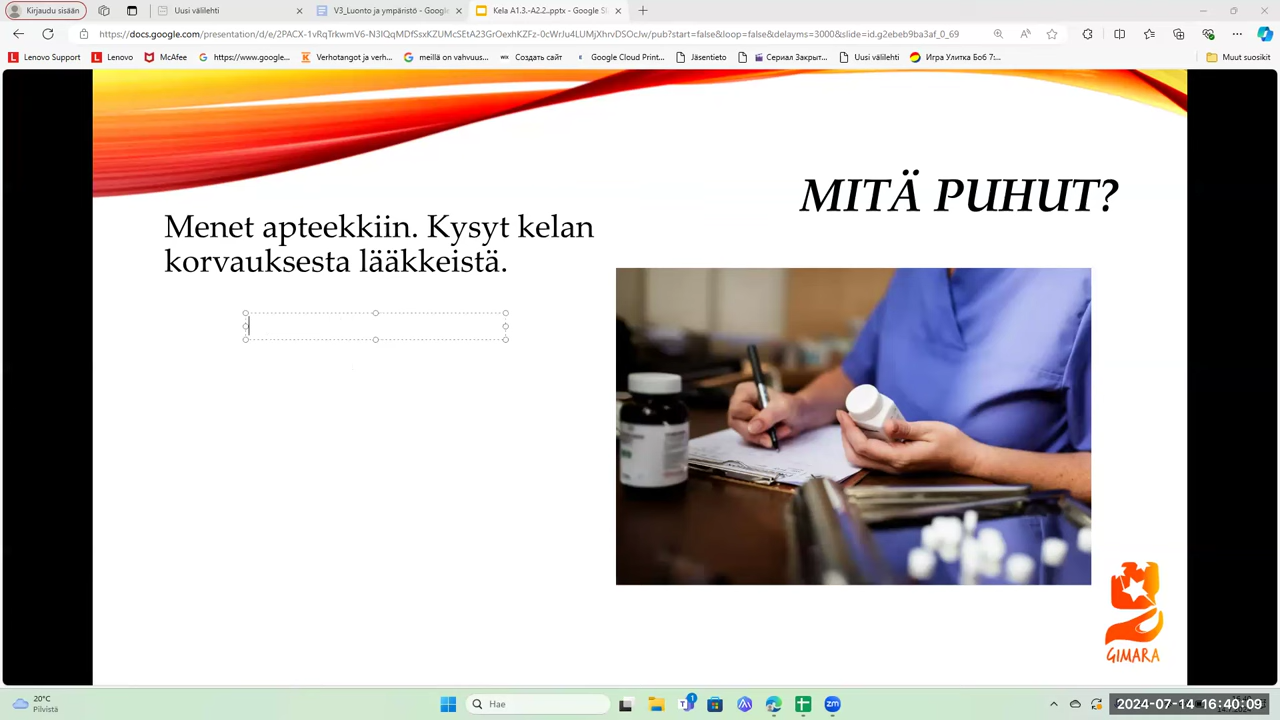 Kirjaudu sisään
Uusi välilehti
V3_Luonto ja ympäristö - Google
Kela A1.3.-A2.2..pptx - Google Sl
https://docs.google.com/presentation/d/e/2PACX-1vRqTrkwmV6-N3IQqMDfSsxKZUMcSEtA23GrOexhKZFz-0cWrlw4LUMjXhrvDSOcJw/pub?start=false&loop=false&delayms=3000&slide=id.g2ebeb9ba3af_0_69
Lenovo Support
Lenovo
McAfee
https://www.google...
Verhotangot ja verh...
meillä on vahvuus...
Создать сайт
Google Cloud Print...
Jäsentieto
Сериал Закрыт...
Uusi välilehti
Игра Улитка Боб 7:...
Muut suosikit
MITÄ PUHUT?
Menet apteekkiin. Kysyt kelan
korvauksesta lääkkeistä.
GIMARA
20°C
Pilvistä
Hae
2024-07-14 16:40:09